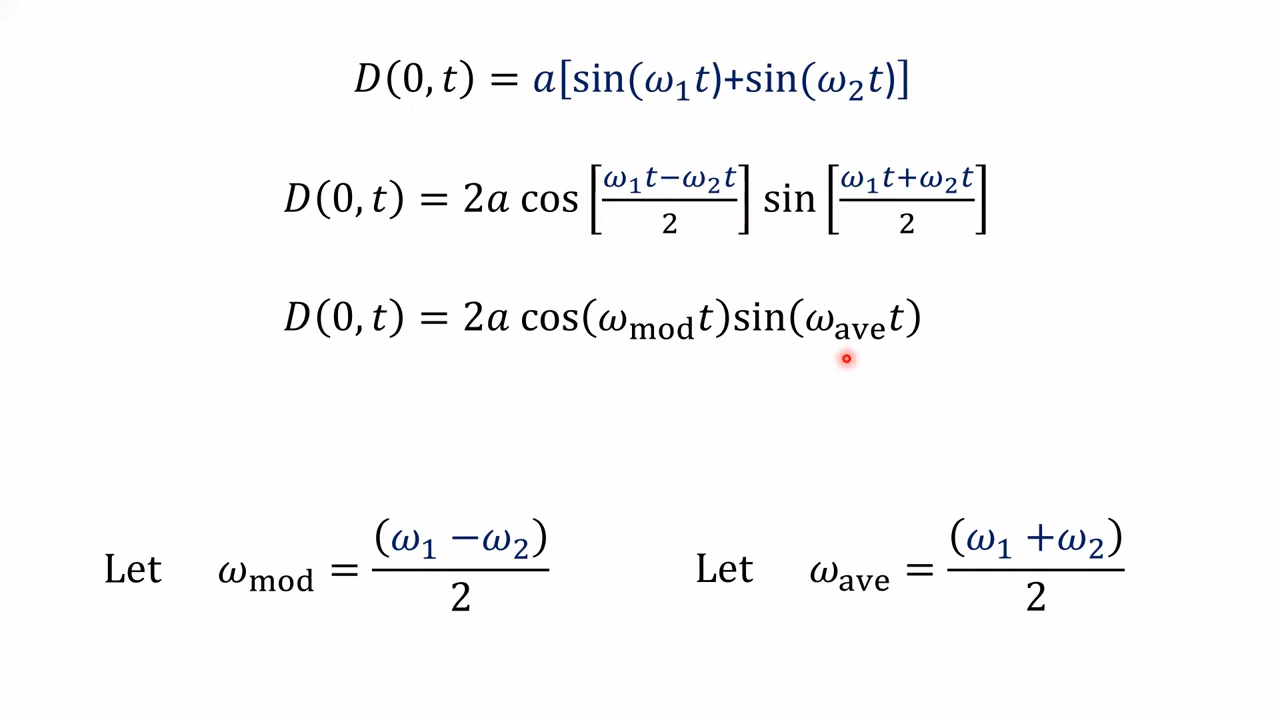 D(0, t) = a[sin(ω₁t)+sin(ω₂t)]
D(0, t) = 2a cos[(ω₁t−ω₂t)/2] sin[(ω₁t+ω₂t)/2]
D(0, t) = 2a cos(ω_mod t)sin(ω_ave t)
Let ω_mod = (ω₁ −ω₂)/2 Let ω_ave = (ω₁ +ω₂)/2